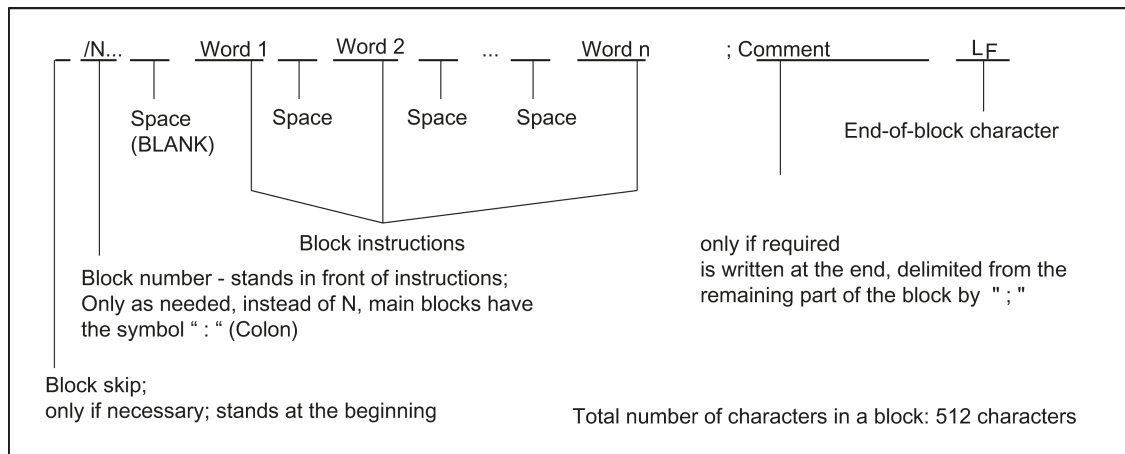 /N... Word 1 Word 2 ... Word n ; Comment LF
Space
(BLANK)
Space
Space
Space
End-of-block character
Block instructions
only if required
is written at the end, delimited from the
remaining part of the block by " ; "
Block number - stands in front of instructions;
Only as needed, instead of N, main blocks have
the symbol “ : “ (Colon)
Block skip;
only if necessary; stands at the beginning
Total number of characters in a block: 512 characters